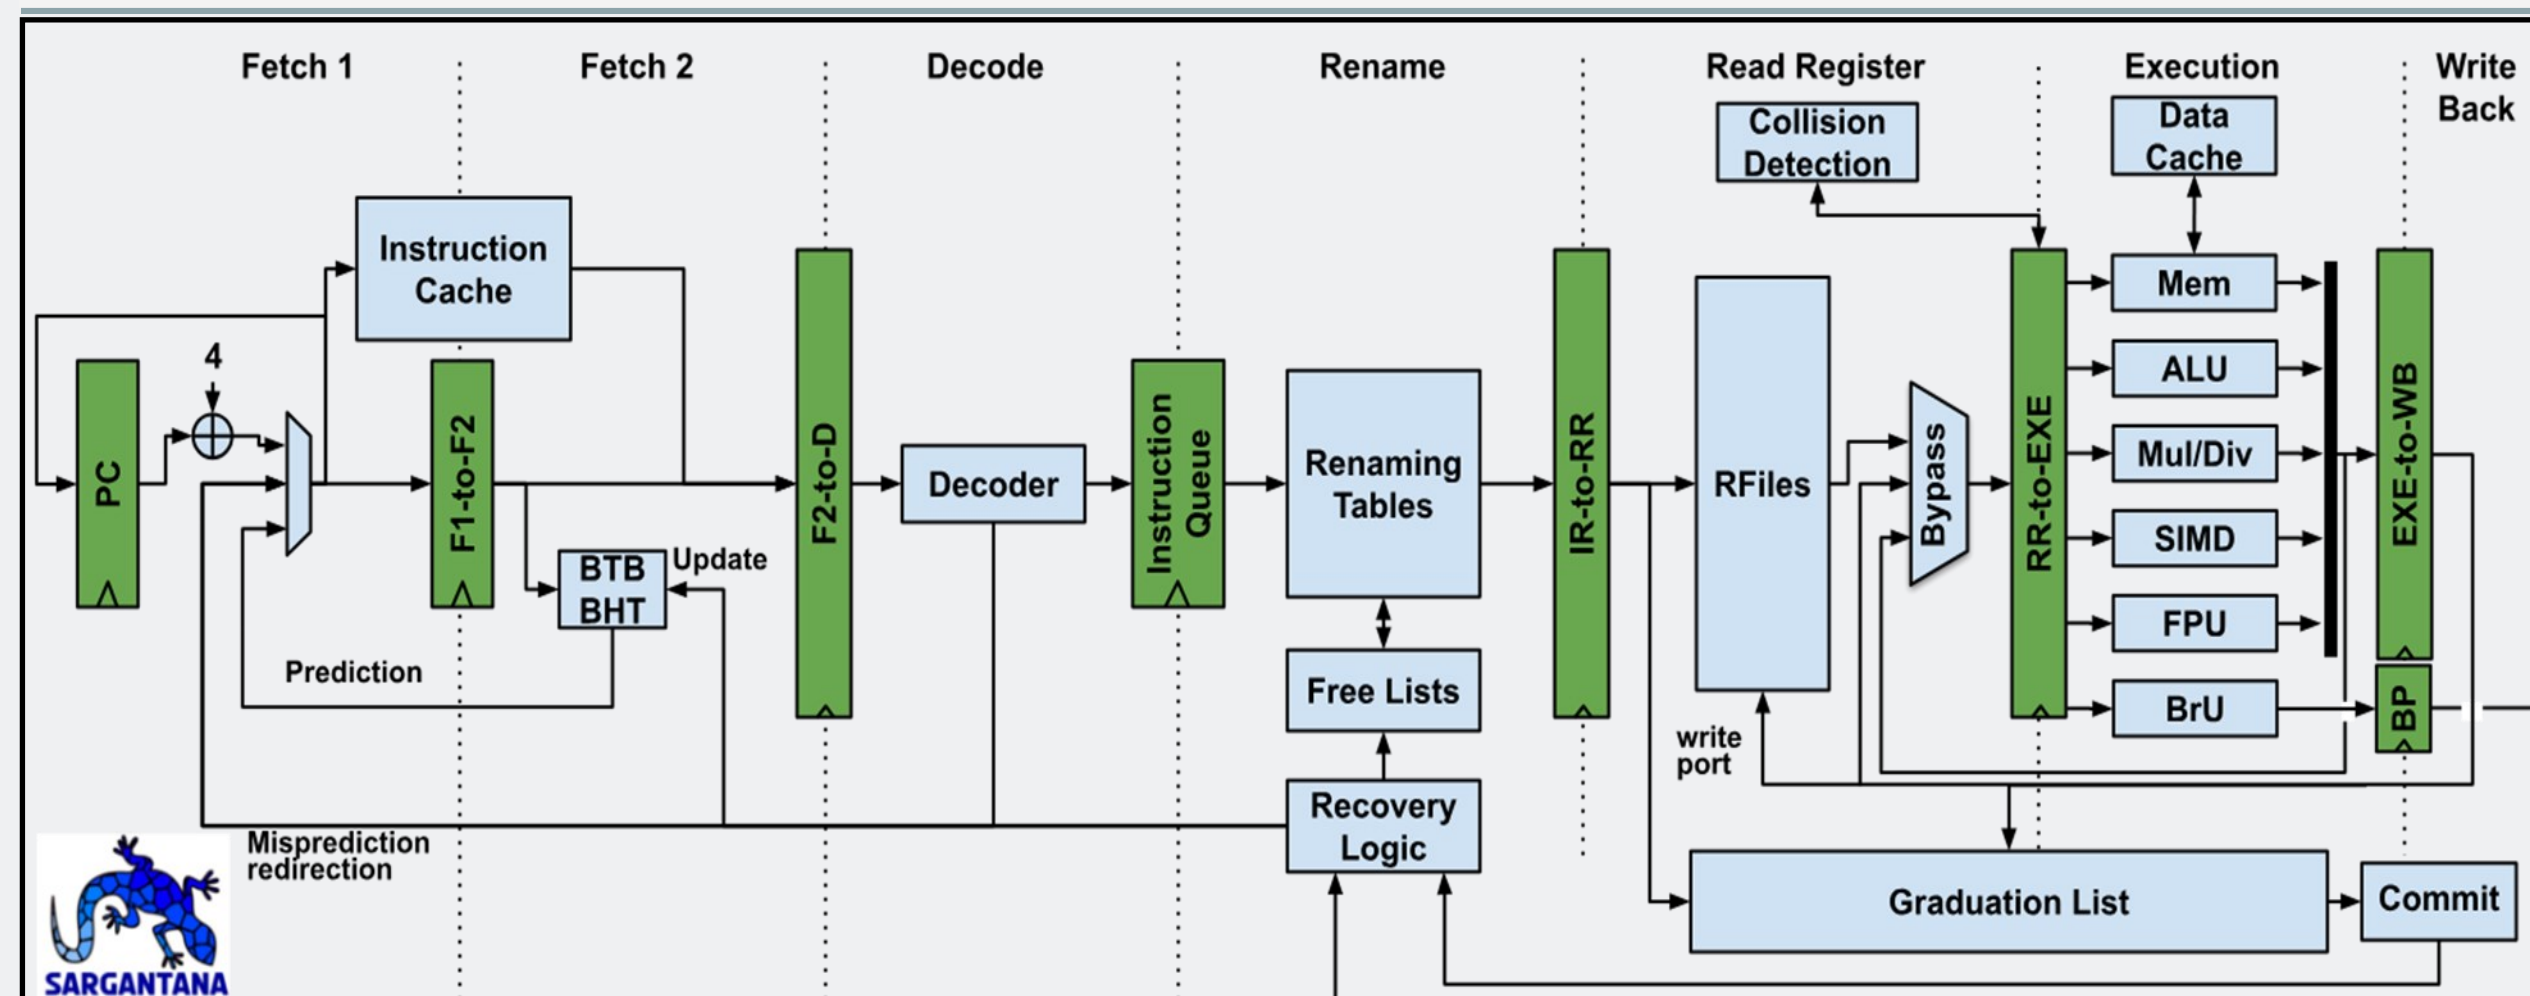 Fetch 1
Fetch 2
Decode
Rename
Read Register
Execution
Write
Back
Collision
Detection
Data
Cache
Instruction
Cache
4
PC
F1-to-F2
BTB
BHT
Update
Prediction
F2-to-D
Decoder
Instruction
Queue
Renaming
Tables
Free Lists
Recovery
Logic
IR-to-RR
RFiles
write
port
Bypass
RR-to-EXE
Mem
ALU
Mul/Div
SIMD
FPU
BrU
EXE-to-WB
BP
Misprediction
redirection
Graduation List
Commit
SARGANTANA